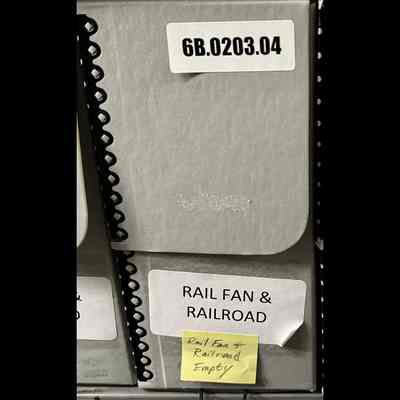 6B.0203.04
RAIL FAN &
RAILROAD
Rail Fan +
Railroad
Empty